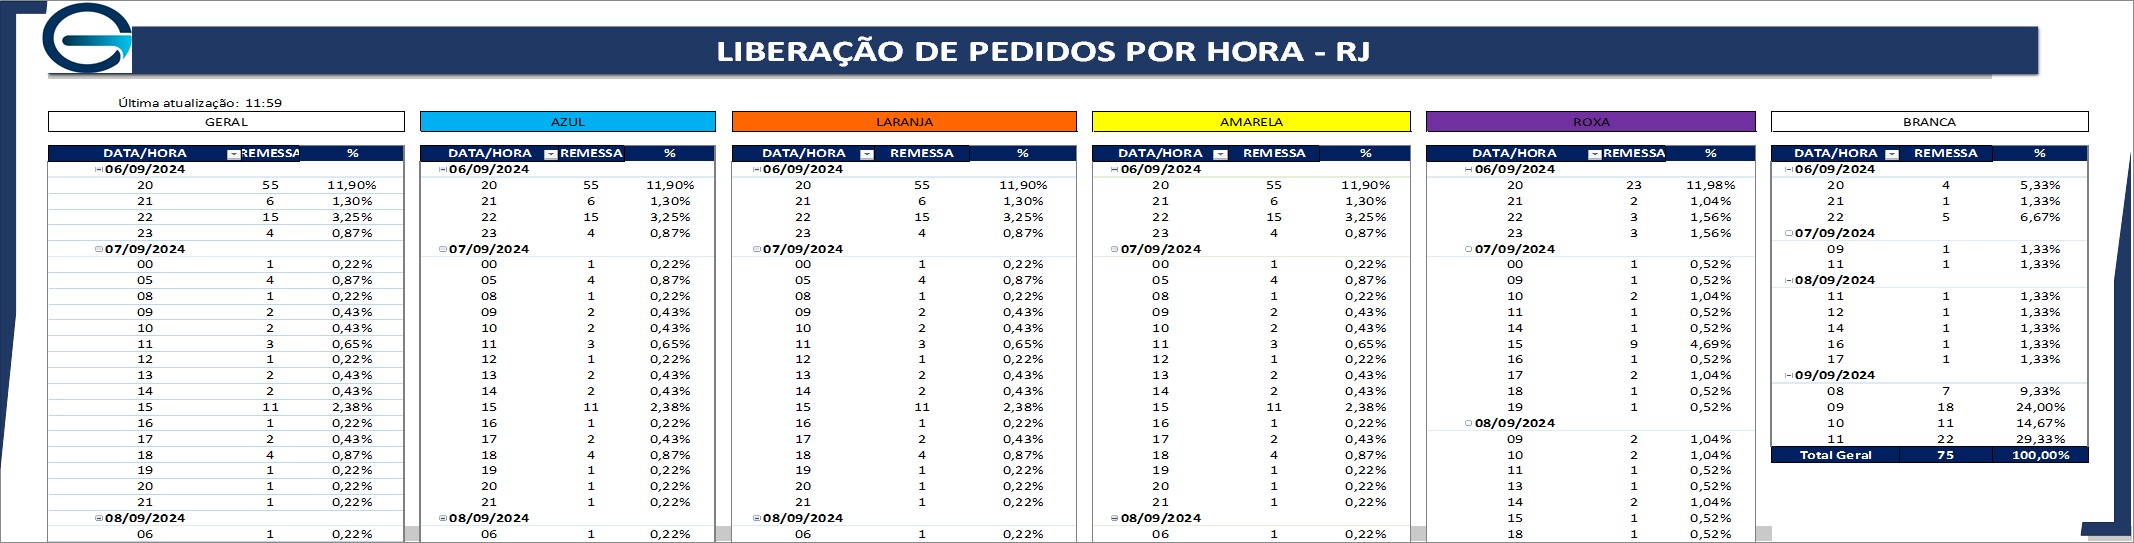 LIBERAÇÃO DE PEDIDOS POR HORA - RJ
Última atualização: 11:59
GERAL AZUL LARANJA AMARELA ROXA BRANCA
DATA/HORA REMESSA % DATA/HORA REMESSA % DATA/HORA REMESSA % DATA/HORA REMESSA % DATA/HORA REMESSA % DATA/HORA REMESSA %
06/09/2024 06/09/2024 06/09/2024 06/09/2024 06/09/2024 06/09/2024
20 55 11,90% 20 55 11,90% 20 55 11,90% 20 55 11,90% 20 23 11,98% 20 4 5,33%
21 6 1,30% 21 6 1,30% 21 6 1,30% 21 6 1,30% 21 2 1,04% 21 1 1,33%
22 15 3,25% 22 15 3,25% 22 15 3,25% 22 15 3,25% 22 3 1,56% 22 5 6,67%
23 4 0,87% 23 4 0,87% 23 4 0,87% 23 4 0,87% 23 3 1,56% 07/09/2024
07/09/2024 07/09/2024 07/09/2024 07/09/2024 07/09/2024 09 1 1,33%
00 1 0,22% 00 1 0,22% 00 1 0,22% 00 1 0,22% 00 1 0,52% 11 1 1,33%
05 4 0,87% 05 4 0,87% 05 4 0,87% 05 4 0,87% 09 1 0,52% 08/09/2024
08 1 0,22% 08 1 0,22% 08 1 0,22% 08 1 0,22% 10 2 1,04% 11 1 1,33%
09 2 0,43% 09 2 0,43% 09 2 0,43% 09 2 0,43% 11 1 0,52% 12 1 1,33%
10 2 0,43% 10 2 0,43% 10 2 0,43% 10 2 0,43% 14 1 0,52% 14 1 1,33%
11 3 0,65% 11 3 0,65% 11 3 0,65% 11 3 0,65% 15 9 4,69% 16 1 1,33%
12 1 0,22% 12 1 0,22% 12 1 0,22% 12 1 0,22% 16 1 0,52% 17 1 1,33%
13 2 0,43% 13 2 0,43% 13 2 0,43% 13 2 0,43% 17 2 1,04% 09/09/2024
14 2 0,43% 14 2 0,43% 14 2 0,43% 14 2 0,43% 18 1 0,52% 08 7 9,33%
15 11 2,38% 15 11 2,38% 15 11 2,38% 15 11 2,38% 19 1 0,52% 09 18 24,00%
16 1 0,22% 16 1 0,22% 16 1 0,22% 16 1 0,22% 08/09/2024 10 11 14,67%
17 2 0,43% 17 2 0,43% 17 2 0,43% 17 2 0,43% 09 2 1,04% 11 22 29,33%
18 4 0,87% 18 4 0,87% 18 4 0,87% 18 4 0,87% 10 2 1,04% Total Geral 75 100,00%
19 1 0,22% 19 1 0,22% 19 1 0,22% 19 1 0,22% 11 1 0,52%
20 1 0,22% 20 1 0,22% 20 1 0,22% 20 1 0,22% 13 1 0,52%
21 1 0,22% 21 1 0,22% 21 1 0,22% 21 1 0,22% 14 2 1,04%
08/09/2024 08/09/2024 08/09/2024 08/09/2024 15 1 0,52%
06 1 0,22% 06 1 0,22% 06 1 0,22% 06 1 0,22% 18 1 0,52%